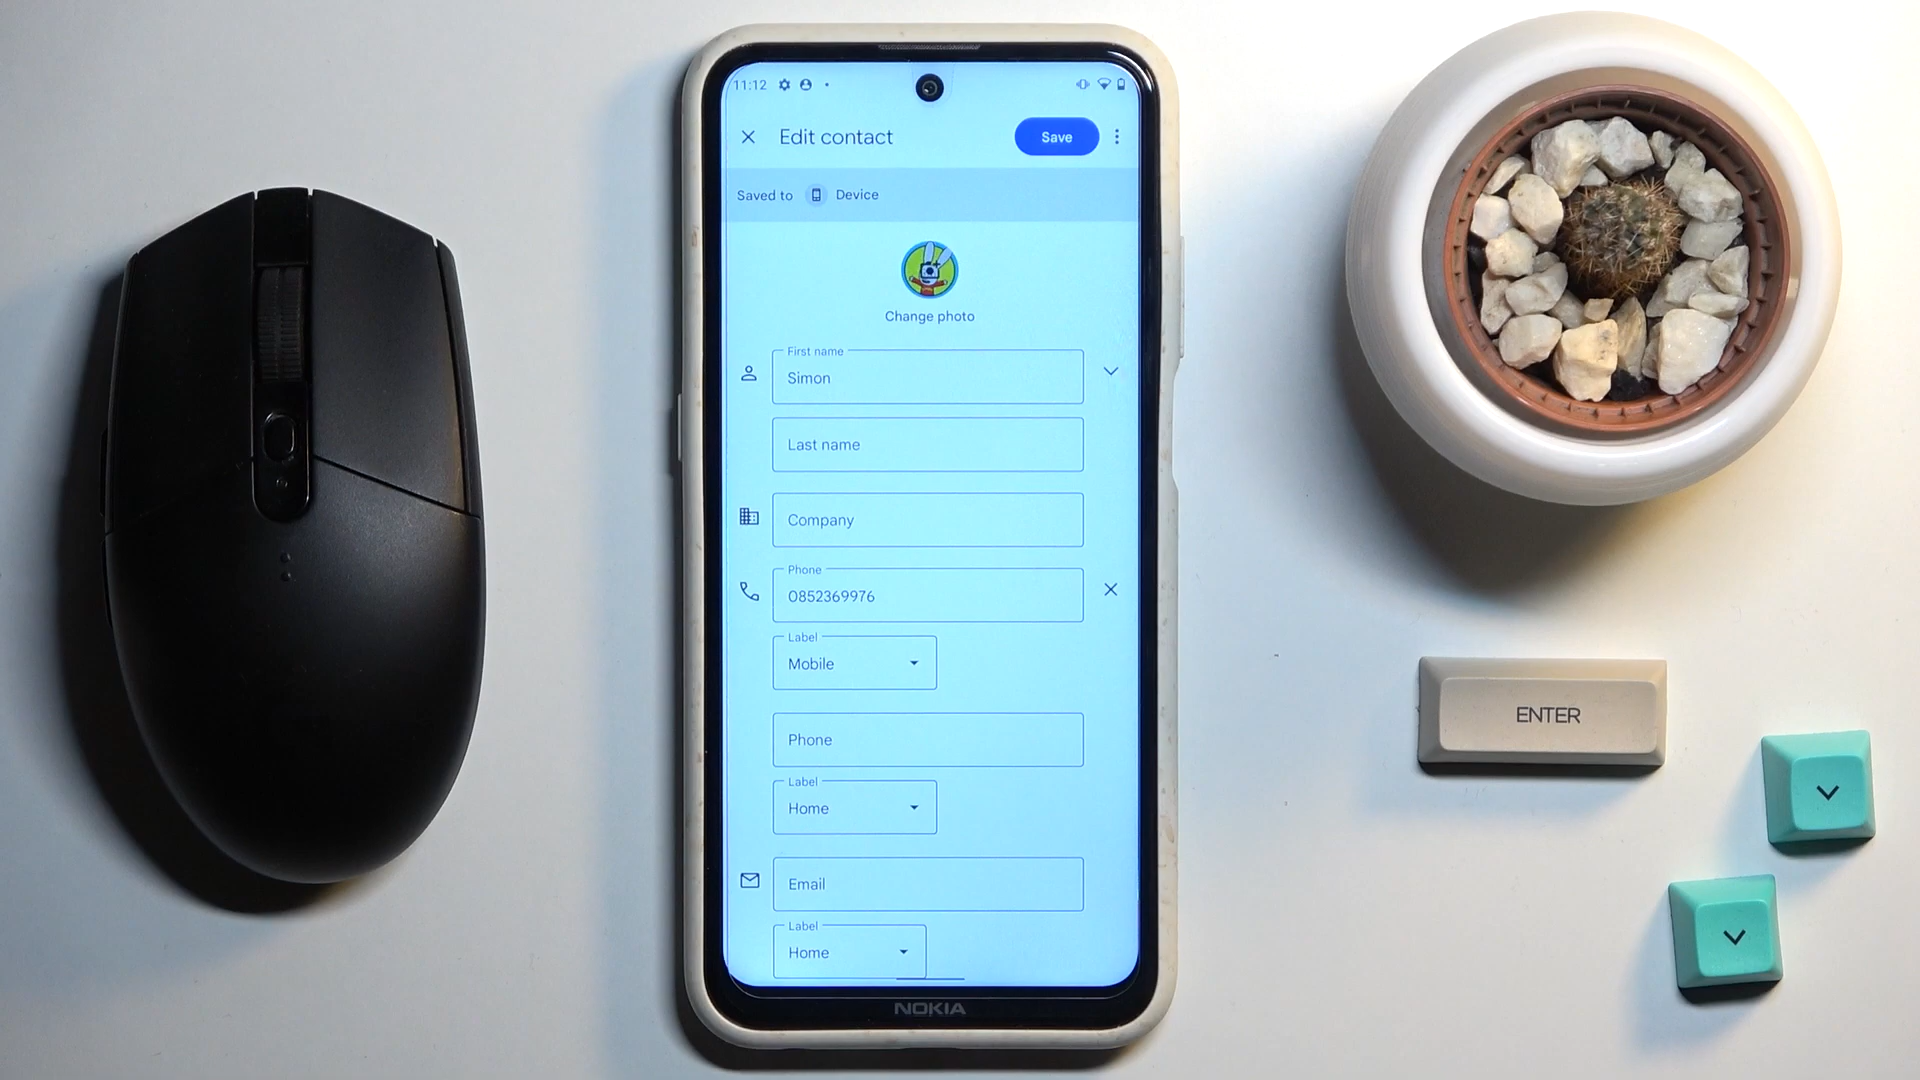 11:12
Edit contact
Save
Saved to Device
Change photo
First name
Simon
Last name
Company
Phone
0852369976
Label
Mobile
Phone
Label
Home
Email
Label
Home
NOKIA
ENTER